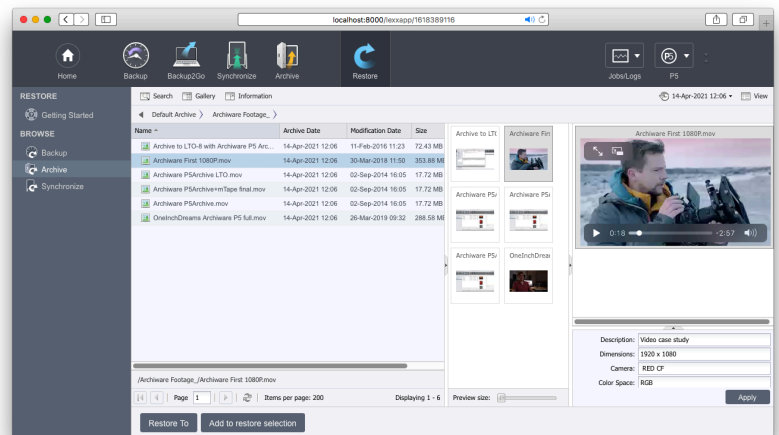 localhost:8000/lexxapp/1618389116
Home
Backup
Backup2Go
Synchronize
Archive
Restore
Jobs/Logs
P5
P5
RESTORE
Getting Started
BROWSE
Backup
Archive
Synchronize
Search Gallery Information
14-Apr-2021 12:06
View
Default Archive Archiware Footage_
Name Archive Date Modification Date Size
Archive to LTO-8 with Archiware P5 Arc... 14-Apr-2021 12:06 11-Feb-2016 11:23 72.43 MB
Archiware First 1080P.mov 14-Apr-2021 12:06 30-Mar-2018 11:50 353.88 MB
Archiware P5Archive LTO.mov 14-Apr-2021 12:06 02-Sep-2014 16:05 17.72 MB
Archiware P5Archive+mTape final.mov 14-Apr-2021 12:06 02-Sep-2014 16:05 17.72 MB
Archiware P5Archive.mov 14-Apr-2021 12:06 02-Sep-2014 16:05 17.72 MB
OneInchDreams Archiware P5 full.mov 14-Apr-2021 12:06 26-Mar-2019 09:32 288.58 MB
/Archiware Footage_/Archiware First 1080P.mov
Page 1
Items per page: 200
Displaying 1 - 6
Archive to LTO
Archiware Firs
Archiware P5A
Archiware P5A
Archiware P5A
OneInchDream
Preview size:
Archiware First 1080P.mov
0:18
-2:57
Description: Video case study
Dimensions: 1920 x 1080
Camera: RED CF
Color Space: RGB
Apply
Restore To
Add to restore selection